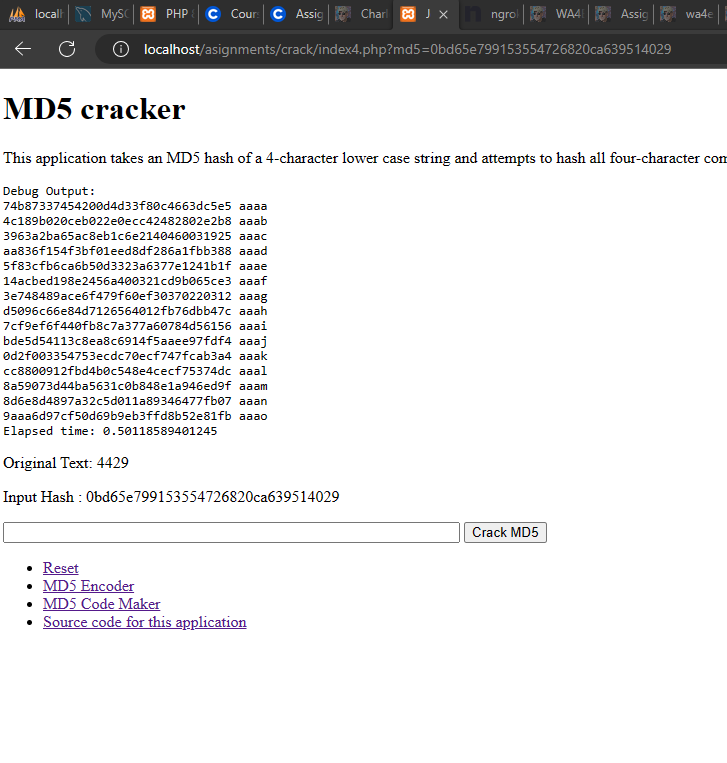 localh
MySQ
PHP
Cours
Assig
Charl
J
ngrol
WA4
Assig
wa4e
localhost/asignments/crack/index4.php?md5=0bd65e799153554726820ca639514029
MD5 cracker
This application takes an MD5 hash of a 4-character lower case string and attempts to hash all four-character com
Debug Output:
74b87337454200d4d33f80c4663dc5e5 aaaa
4c189b020ceb022e0ecc42482802e2b8 aaab
3963a2ba65ac8eb1c6e2140460031925 aaac
aa836f154f3bf01eed8df286a1fbb388 aaad
5f83cfb6ca6b50d3323a6377e1241b1f aaae
14acbed198e2456a400321cd9b065ce3 aaaf
3e748489ace6f479f60ef30370220312 aaag
d5096c66e84d7126564012fb76dbb47c aaah
7cf9ef6f440fb8c7a377a60784d56156 aaai
bde5d54113c8ea8c6914f5aaee97fdf4 aaaj
0d2f003354753ecdc70ecf747fcab3a4 aaak
cc8800912fbd4b0c548e4cecf75374dc aaal
8a59073d44ba5631c0b848e1a946ed9f aaam
8d6e8d4897a32c5d011a89346477fb07 aaan
9aaa6d97cf50d69b9eb3ffd8b52e81fb aaao
Elapsed time: 0.50118589401245
Original Text: 4429
Input Hash : 0bd65e799153554726820ca639514029
Crack MD5
Reset
MD5 Encoder
MD5 Code Maker
Source code for this application